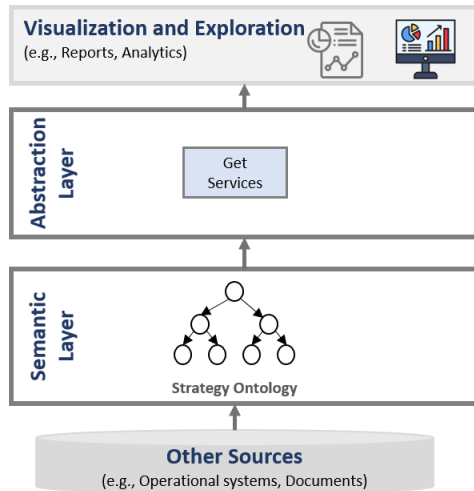 Visualization and Exploration
(e.g., Reports, Analytics)
Abstraction
Layer
Get
Services
Semantic
Layer
Strategy Ontology
Other Sources
(e.g., Operational systems, Documents)